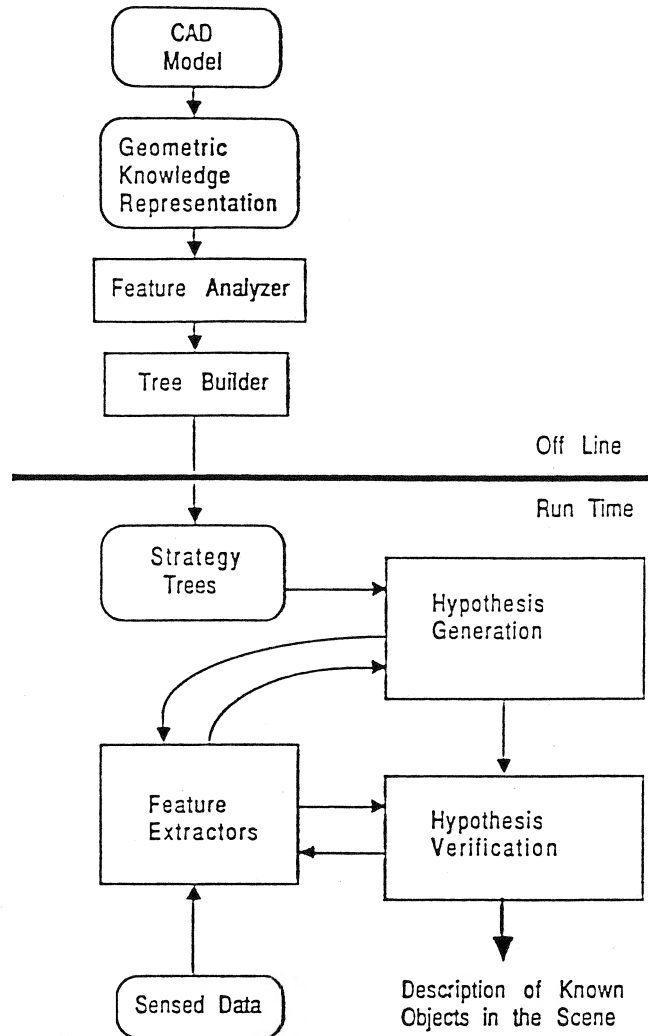 CAD
Model
Geometric
Knowledge
Representation
Feature Analyzer
Tree Builder
Off Line
Run Time
Strategy
Trees
Hypothesis
Generation
Feature
Extractors
Hypothesis
Verification
Sensed Data
Description of Known
Objects in the Scene